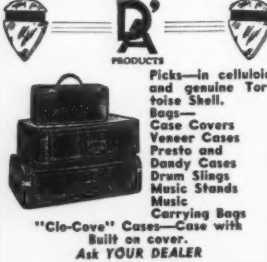 D'A
PRODUCTS
Picks—in celluloid
and genuine Tor-
toise Shell.
Bags—
Case Covers
Veneer Cases
Presto and
Dandy Cases
Drum Slings
Music Stands
Music
Carrying Bags
"Clo-Cove" Cases—Case with
Built on cover.
Ask YOUR DEALER